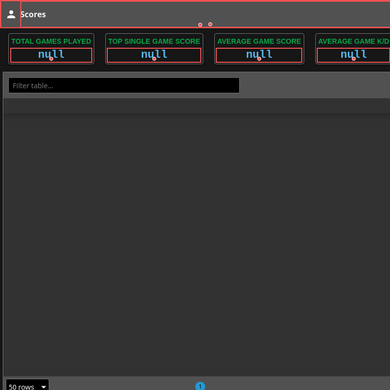 Scores
TOTAL GAMES PLAYED
null
TOP SINGLE GAME SCORE
null
AVERAGE GAME SCORE
null
AVERAGE GAME K/D
null
Filter table...
50 rows
1